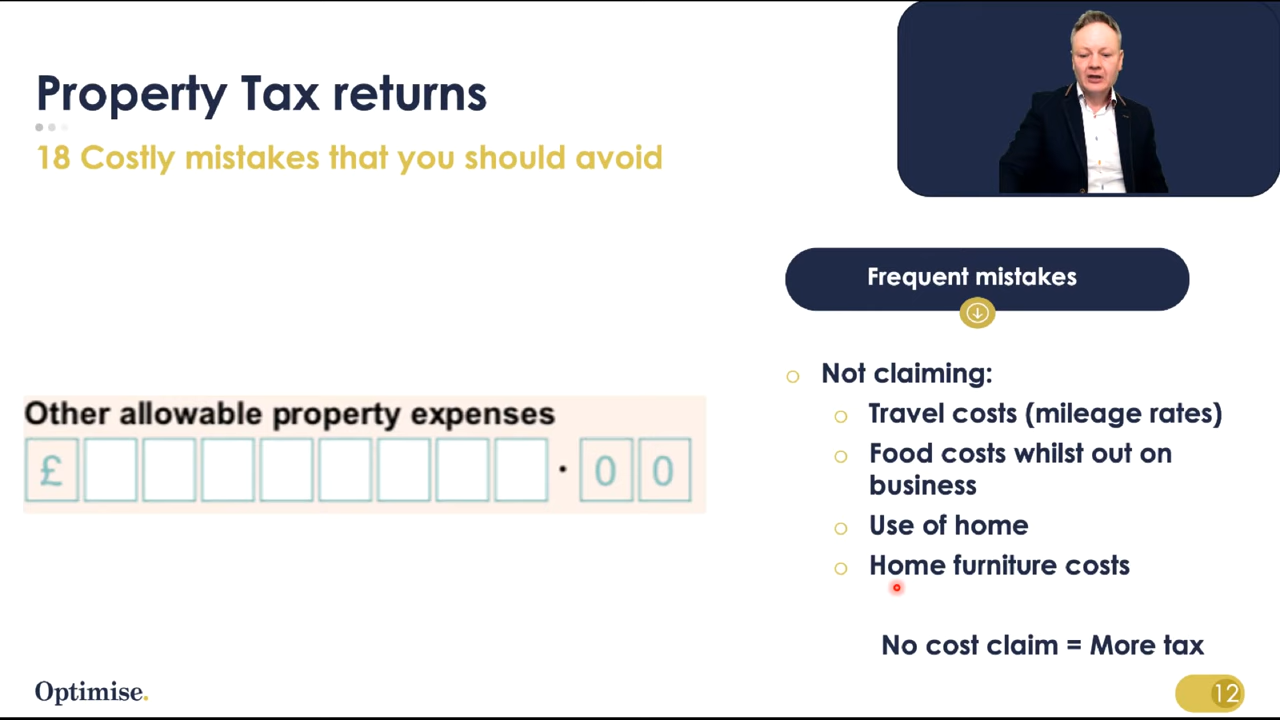 Property Tax returns
18 Costly mistakes that you should avoid
Frequent mistakes
Not claiming:
Travel costs (mileage rates)
Food costs whilst out on
business
Use of home
Home furniture costs
No cost claim = More tax
Other allowable property expenses
£ . 0 0
Optimise.
12